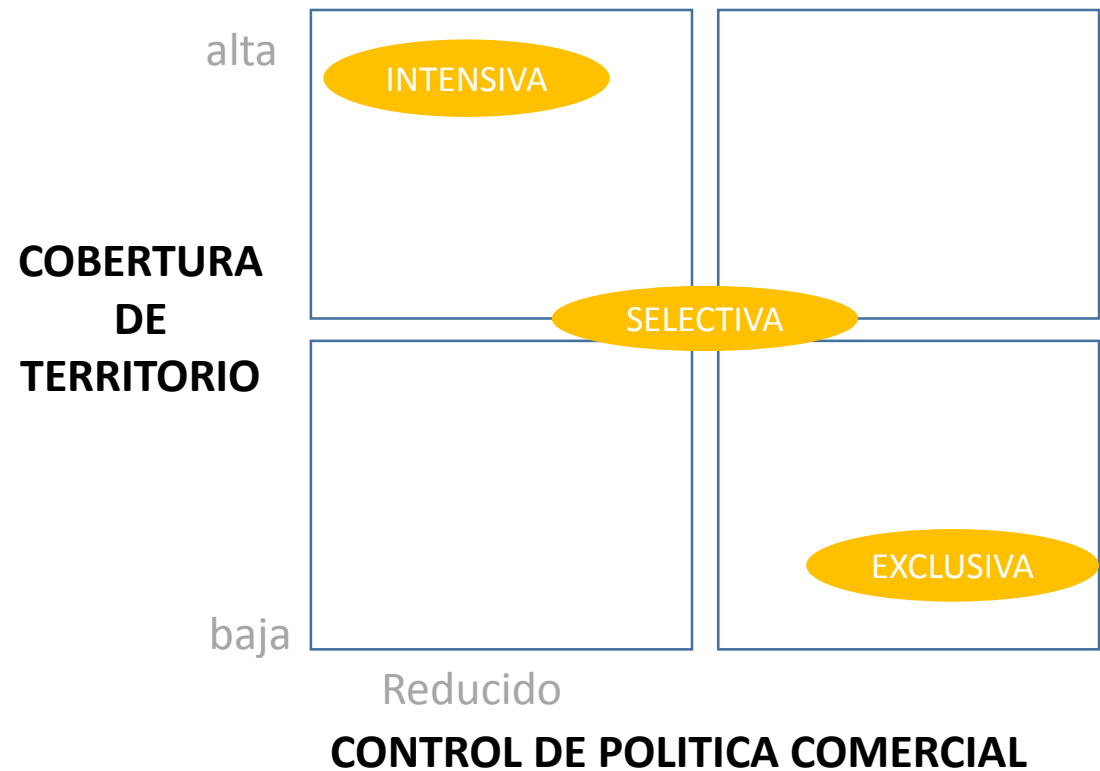 alta
INTENSIVA
COBERTURA
DE
TERRITORIO
SELECTIVA
EXCLUSIVA
baja
Reducido
CONTROL DE POLITICA COMERCIAL